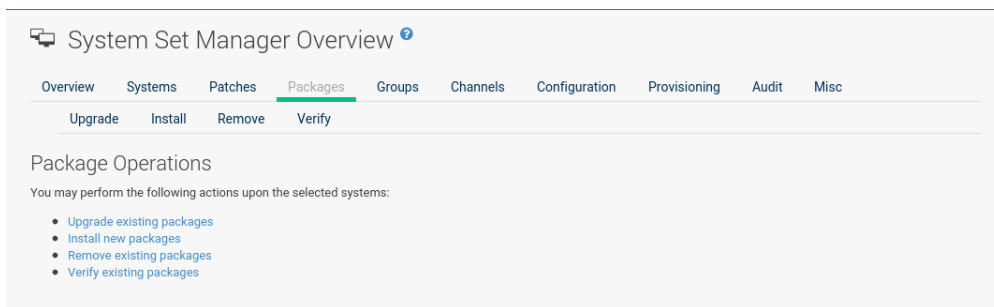 System Set Manager Overview ?
Overview Systems Patches Packages Groups Channels Configuration Provisioning Audit Misc
Upgrade Install Remove Verify
Package Operations
You may perform the following actions upon the selected systems:
Upgrade existing packages
Install new packages
Remove existing packages
Verify existing packages